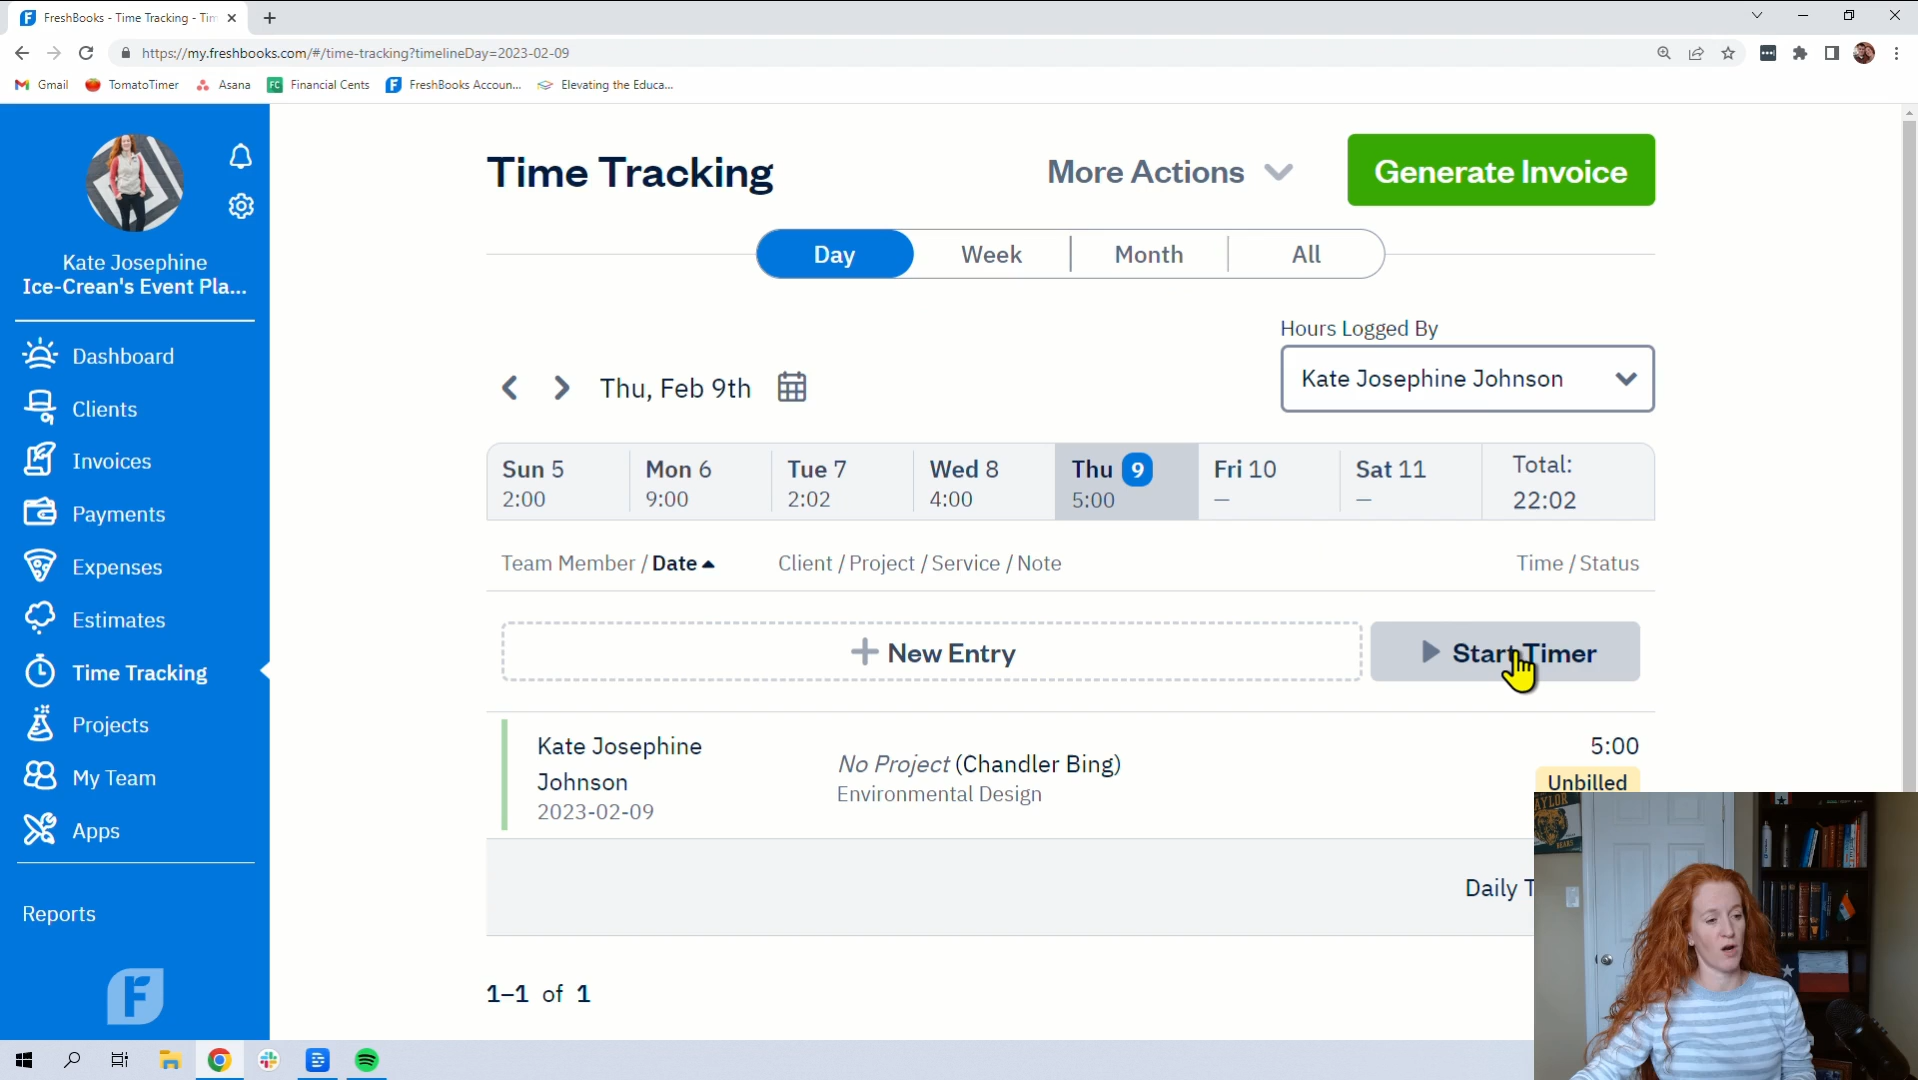 FreshBooks - Time Tracking - Tim
https://my.freshbooks.com/#/time-tracking?timelineDay=2023-02-09
Gmail
TomatoTimer
Asana
FC Financial Cents
FreshBooks Accoun...
Elevating the Educa...
Kate Josephine
Ice-Crean's Event Pla...
Dashboard
Clients
Invoices
Payments
Expenses
Estimates
Time Tracking
Projects
My Team
Apps
Reports
Time Tracking
More Actions
Generate Invoice
Day
Week
Month
All
Hours Logged By
Kate Josephine Johnson
Thu, Feb 9th
Sun 5
2:00
Mon 6
9:00
Tue 7
2:02
Wed 8
4:00
Thu 9
5:00
Fri 10
—
Sat 11
—
Total:
22:02
Team Member / Date
Client / Project / Service / Note
Time / Status
New Entry
Start Timer
Kate Josephine
Johnson
2023-02-09
No Project (Chandler Bing)
Environmental Design
5:00
Unbilled
Daily T
1–1 of 1
AYLOR
BEARS